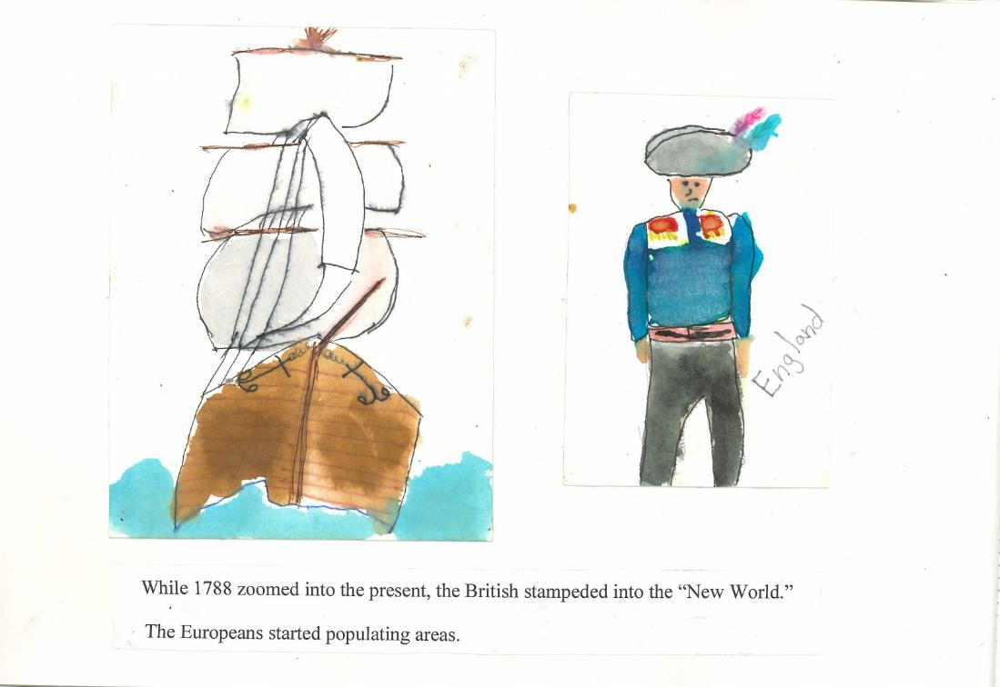 England
While 1788 zoomed into the present, the British stampeded into the “New World.”
The Europeans started populating areas.